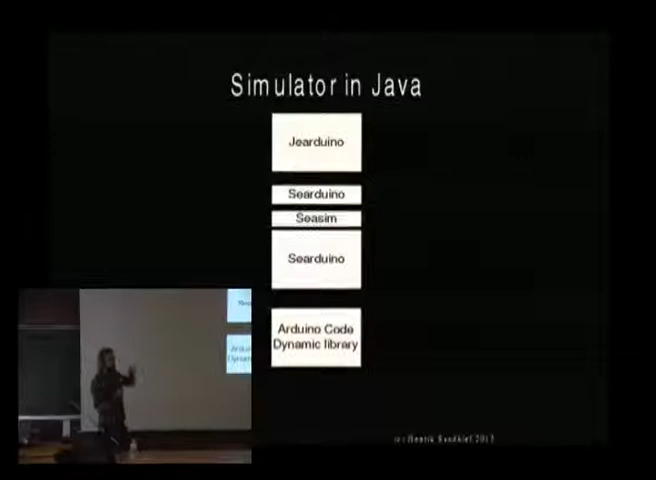 Simulator in Java
Jearduino
Searduino
Seasim
Searduino
Arduino Code
Dynamic library